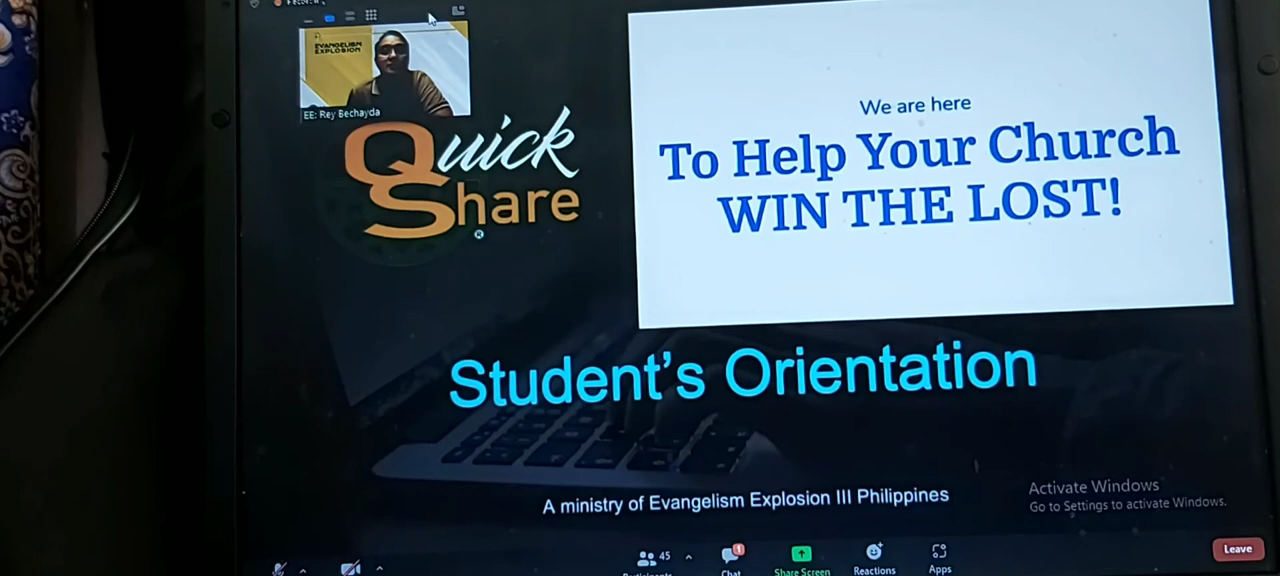 EVANGELISM
EXPLOSION
EE: Rey Bechayda
Quick
Share
®
We are here
To Help Your Church
WIN THE LOST!
Student's Orientation
A ministry of Evangelism Explosion III Philippines
Activate Windows
Go to Settings to activate Windows.
45
1
Chat
Share Screen
Reactions
Apps
Leave